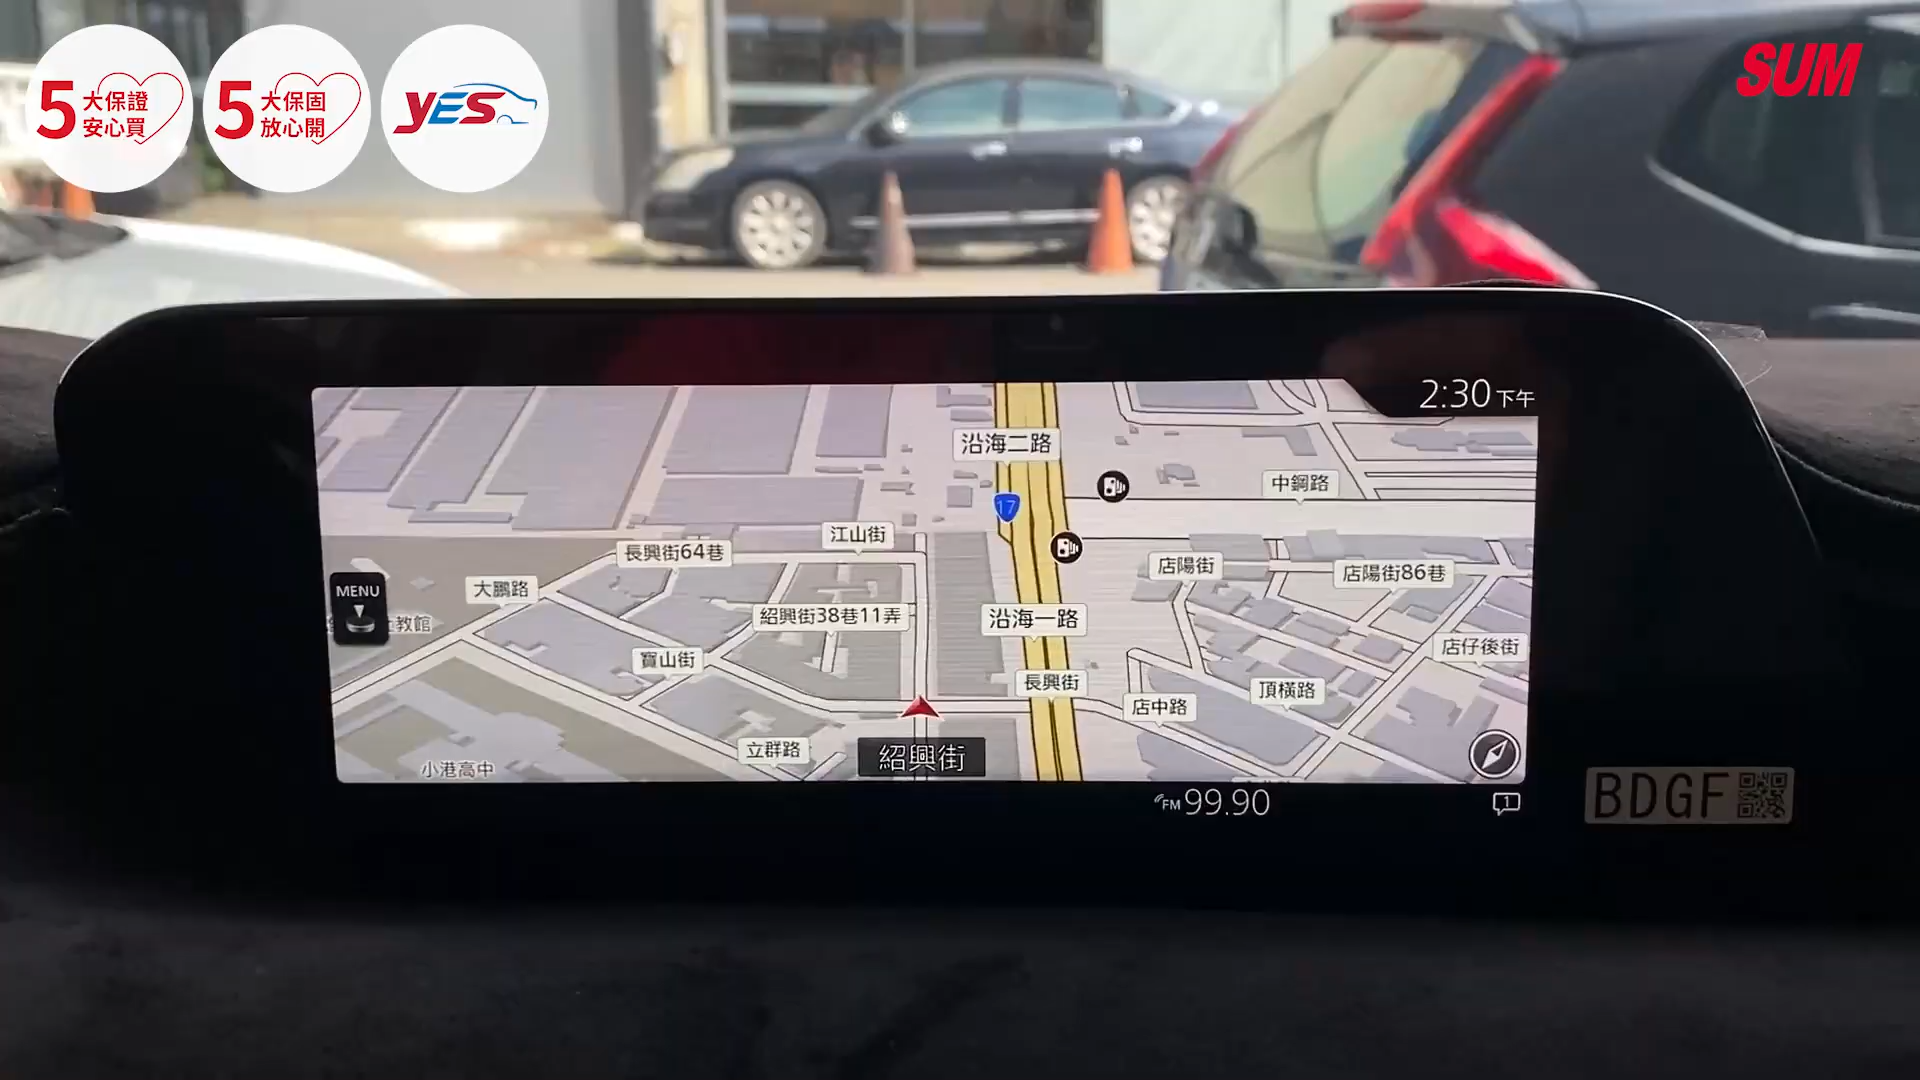 5大保證
安心買
5大保固
放心開
YES
SUM
2:30下午
沿海二路
17
中鋼路
江山街
長興街64巷
店陽街
店陽街86巷
大鵬路
MENU
教館
紹興街38巷11弄
沿海一路
店仔後街
寶山街
長興街
頂橫路
店中路
立群路
紹興街
小港高中
FM 99.90
1
BDGF